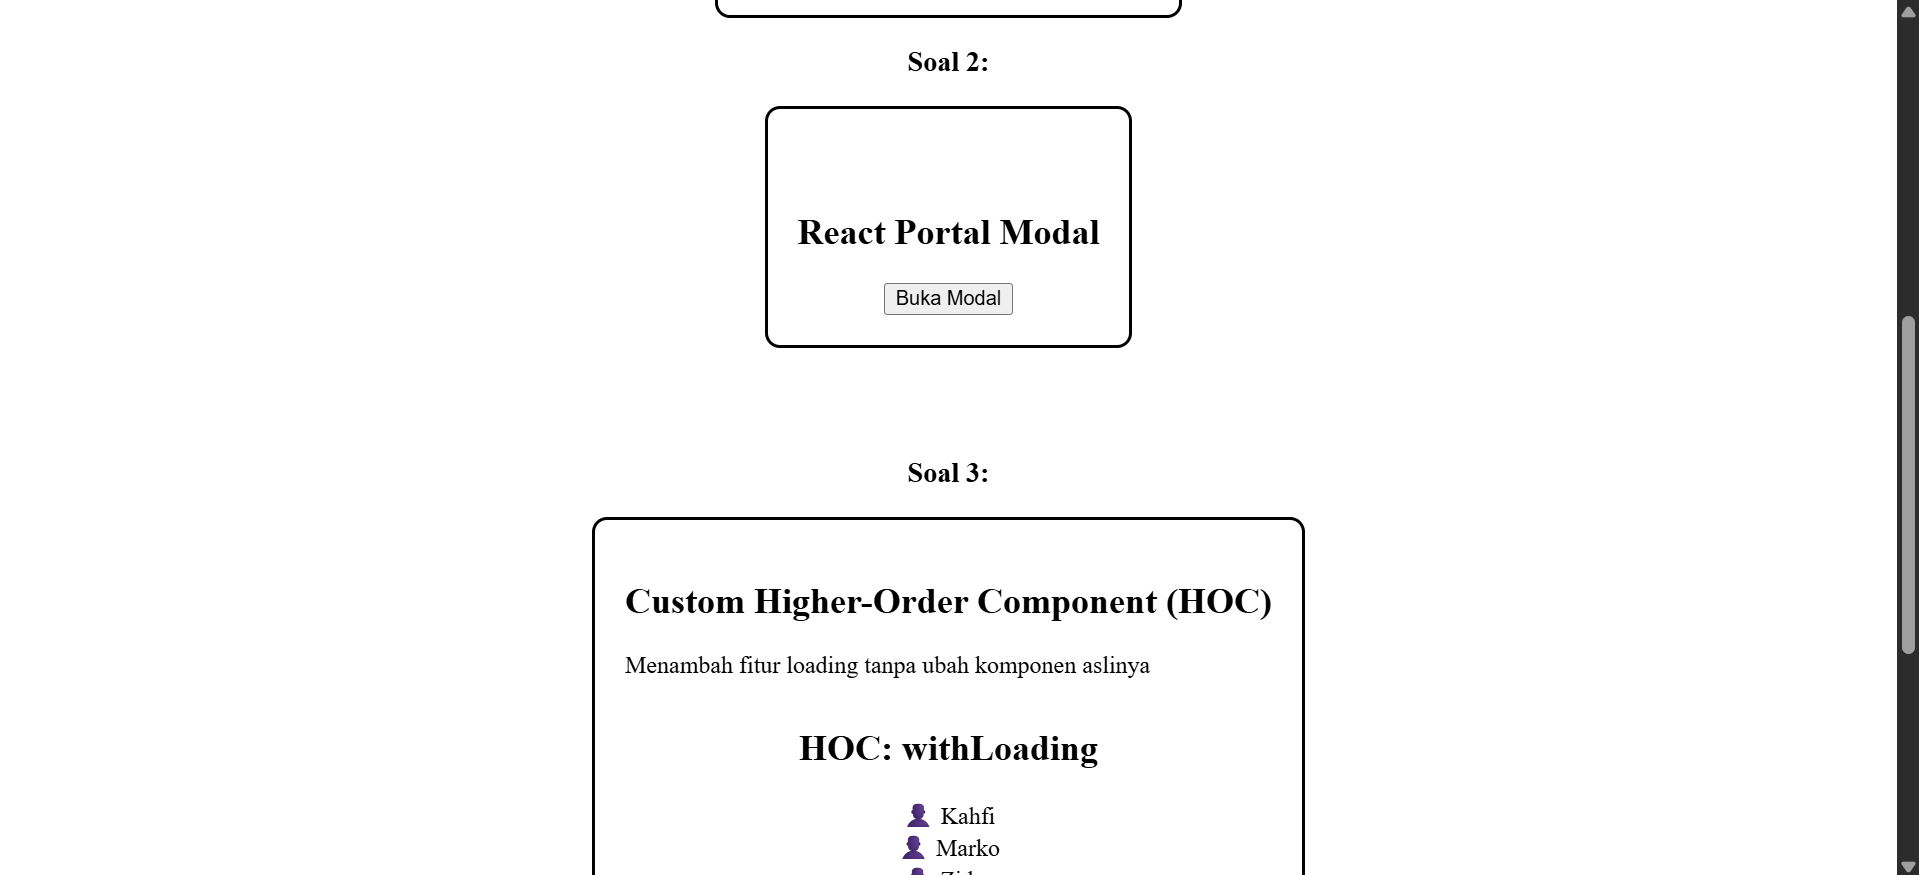 Soal 2:
React Portal Modal
Buka Modal
Soal 3:
Custom Higher-Order Component (HOC)
Menambah fitur loading tanpa ubah komponen aslinya
HOC: withLoading
Kahfi
Marko